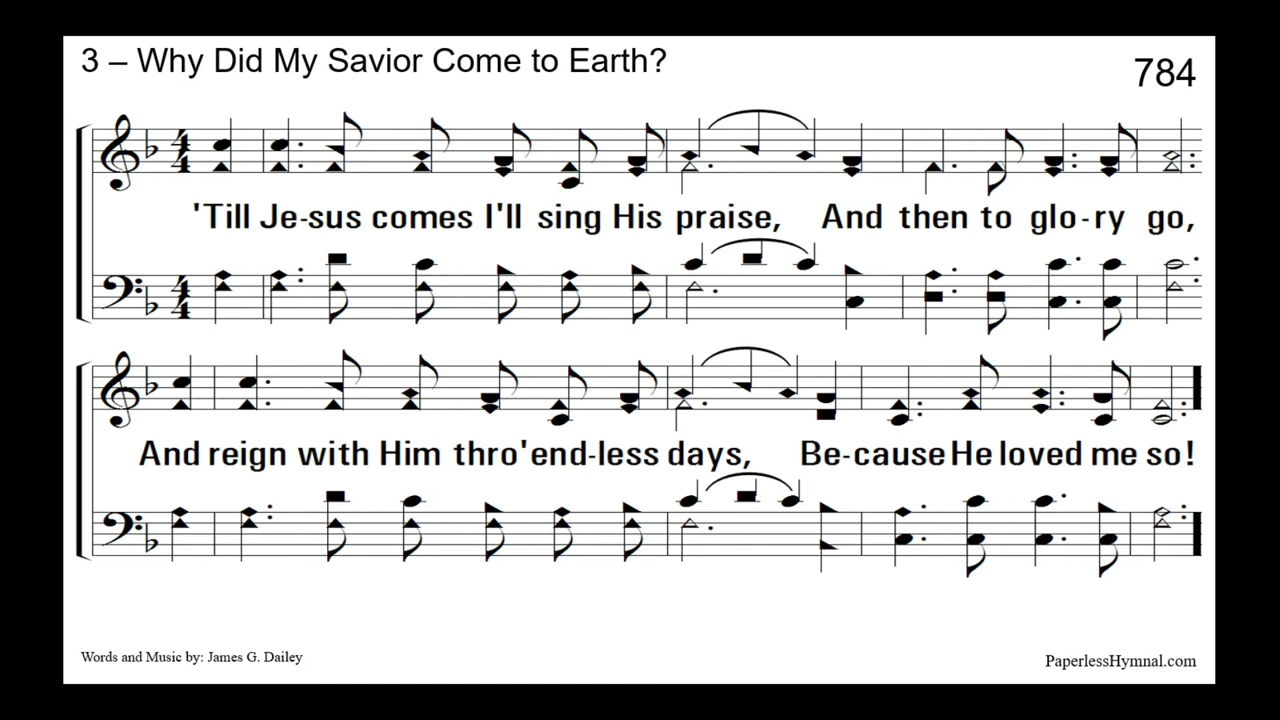 3 – Why Did My Savior Come to Earth?
784
'Till Je-sus comes I'll sing His praise, And then to glo-ry go,
And reign with Him thro'end-less days, Be-cause He loved me so!
Words and Music by: James G. Dailey
PaperlessHymnal.com